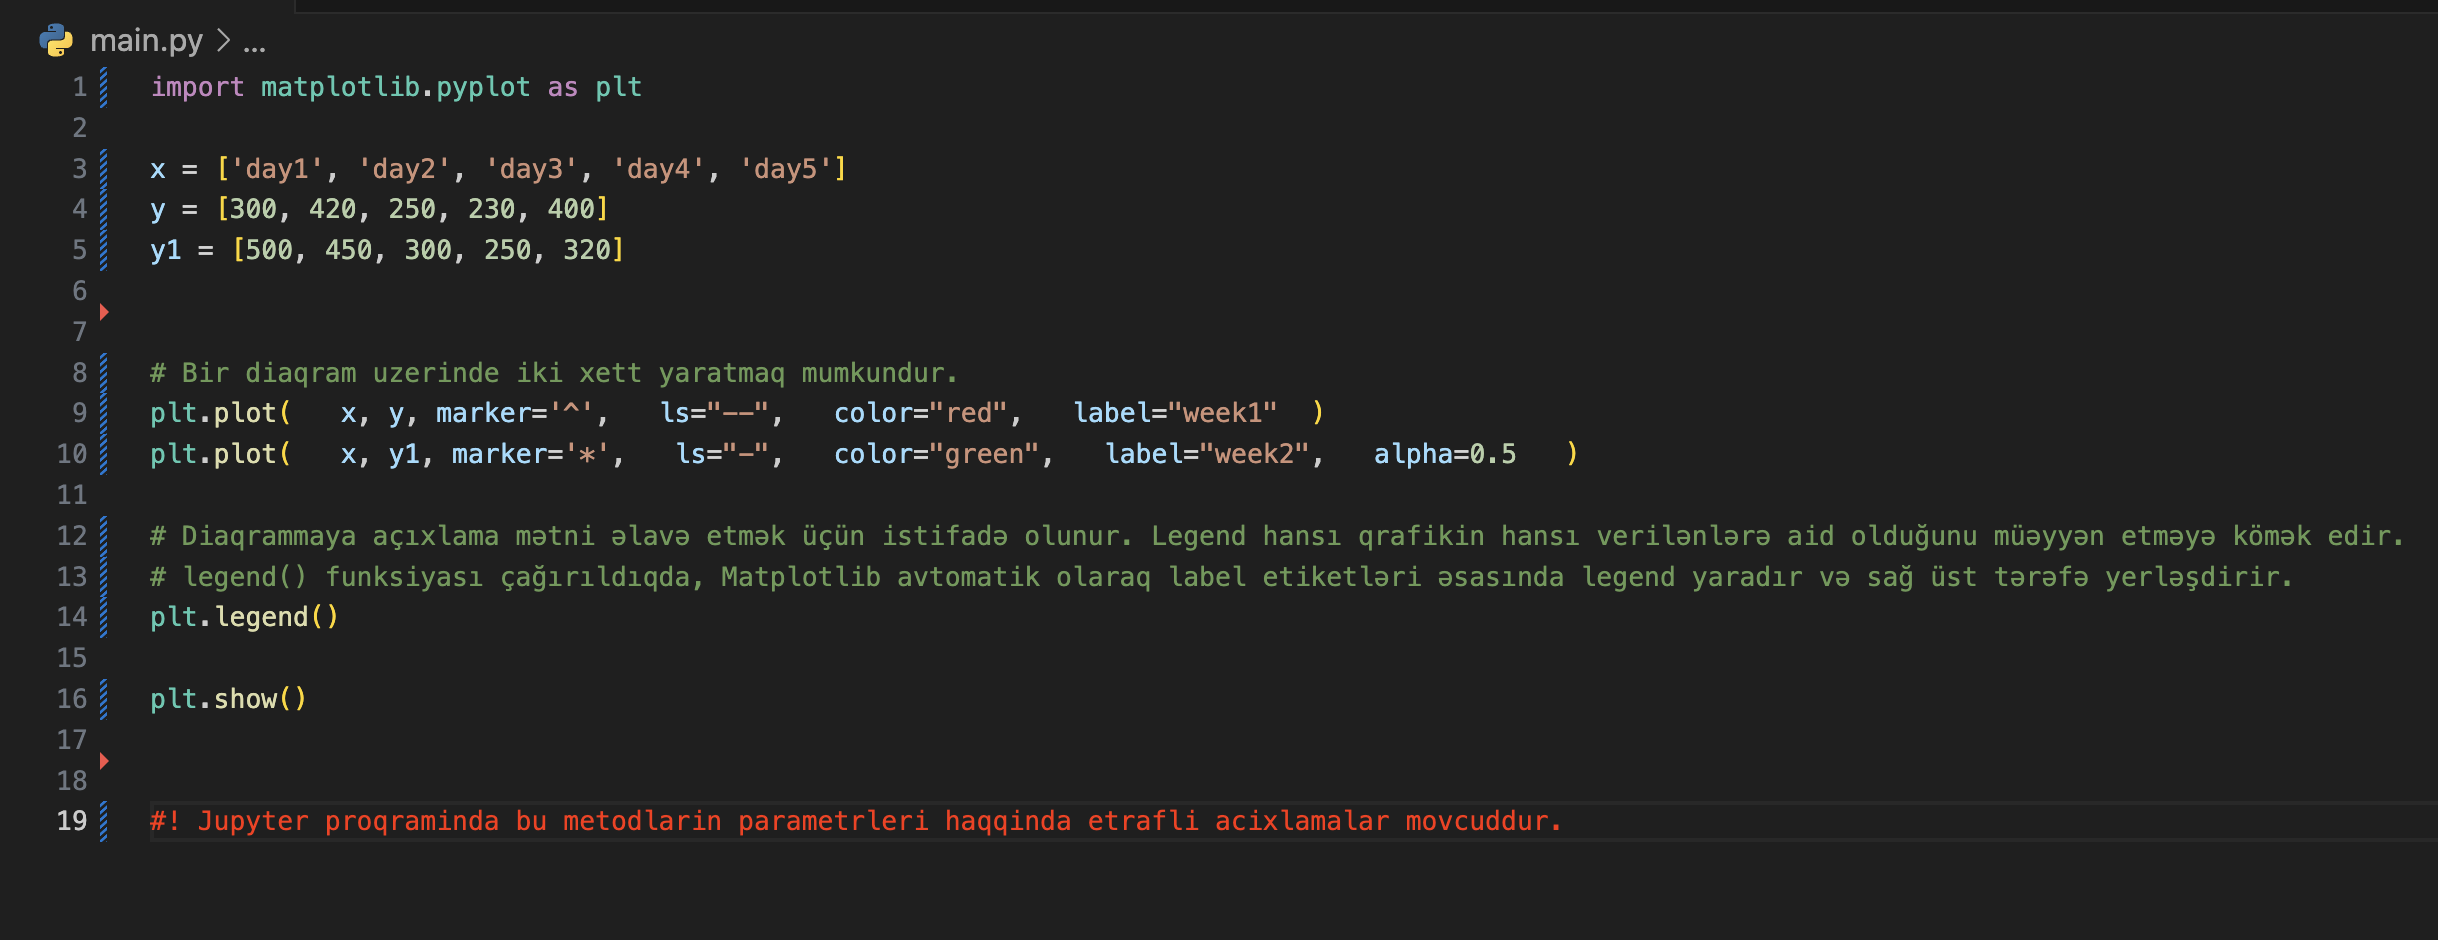 main.py > ...
1 import matplotlib.pyplot as plt
2
3 x = ['day1', 'day2', 'day3', 'day4', 'day5']
4 y = [300, 420, 250, 230, 400]
5 y1 = [500, 450, 300, 250, 320]
6
7
8 # Bir diaqram uzerinde iki xett yaratmaq mumkundur.
9 plt.plot(   x, y, marker='^',   ls="--",   color="red",   label="week1"  )
10 plt.plot(   x, y1, marker='*',   ls="-",   color="green",   label="week2",   alpha=0.5   )
11
12 # Diaqrammaya açıxlama mətni əlavə etmək üçün istifadə olunur. Legend hansı qrafikin hansı verilənlərə aid olduğunu müəyyən etməyə kömək edir.
13 # legend() funksiyası çağırıldıqda, Matplotlib avtomatik olaraq label etiketləri əsasında legend yaradır və sağ üst tərəfə yerləşdirir.
14 plt.legend()
15
16 plt.show()
17
18
19 #! Jupyter proqraminda bu metodlarin parametrleri haqqinda etrafli acixlamalar movcuddur.